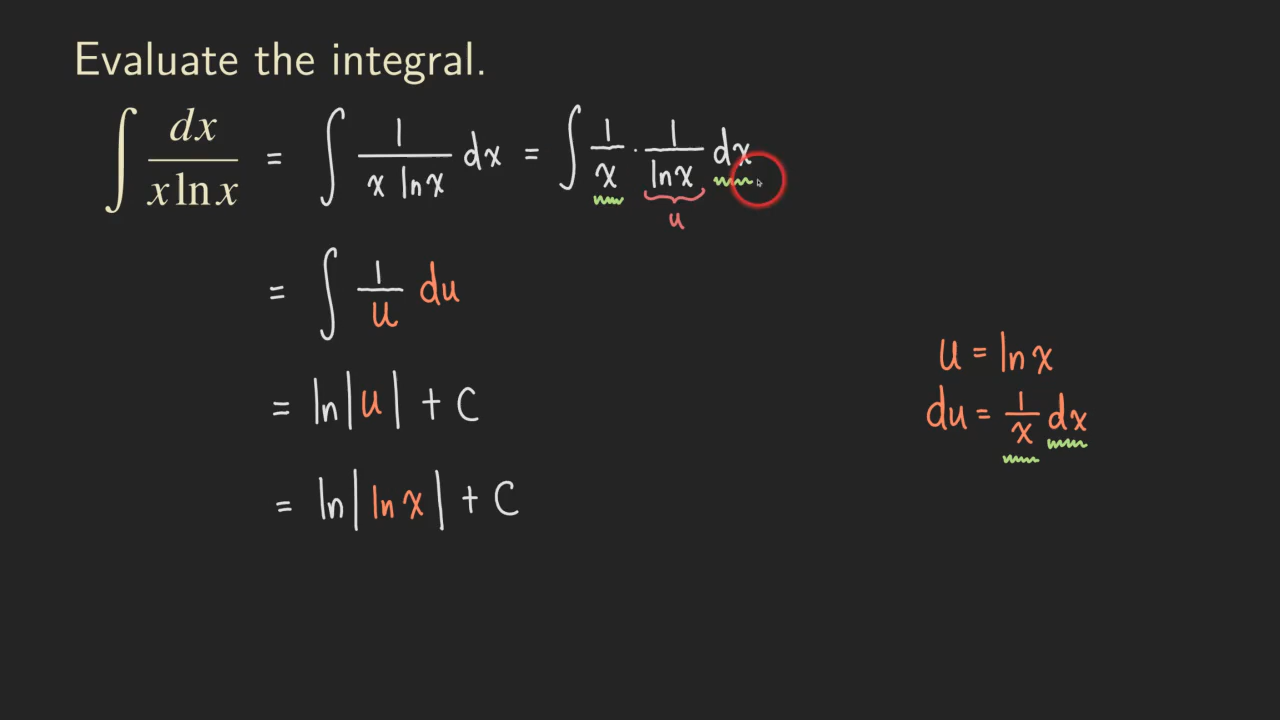 Evaluate the integral.
∫ dx/(x ln x) = ∫ 1/(x ln x) dx = ∫ 1/x · 1/(ln x) dx
u
= ∫ 1/u du
u = ln x
= ln|u| + C
du = 1/x dx
= ln|ln x| + C